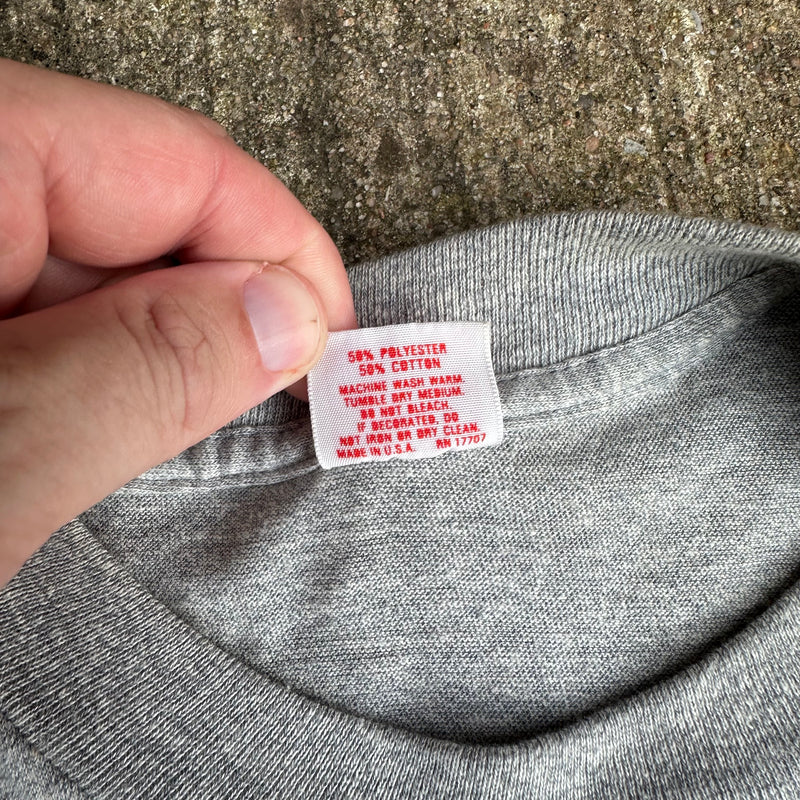 50% POLYESTER
50% COTTON
MACHINE WASH WARM.
TUMBLE DRY MEDIUM.
DO NOT BLEACH.
IF DECORATED, DO
NOT IRON OR DRY CLEAN.
MADE IN U.S.A. RN 17707